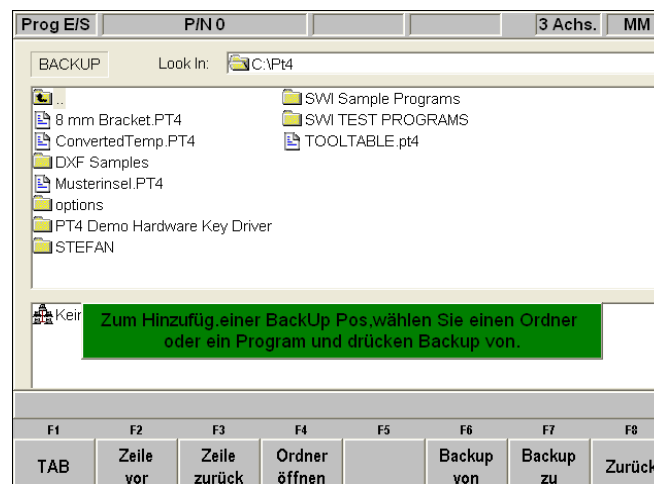 Prog E/S P/N 0 3 Achs. MM
BACKUP Look In: C:\Pt4
..
8 mm Bracket.PT4
ConvertedTemp.PT4
DXF Samples
Musterinsel.PT4
options
PT4 Demo Hardware Key Driver
STEFAN
SWI Sample Programs
SWI TEST PROGRAMS
TOOLTABLE.pt4
Keir
Zum Hinzufüg.einer BackUp Pos,wählen Sie einen Ordner
oder ein Program und drücken Backup von.
F1 F2 F3 F4 F5 F6 F7 F8
TAB
Zeile
vor
Zeile
zurück
Ordner
öffnen
Backup
von
Backup
zu
Zurück